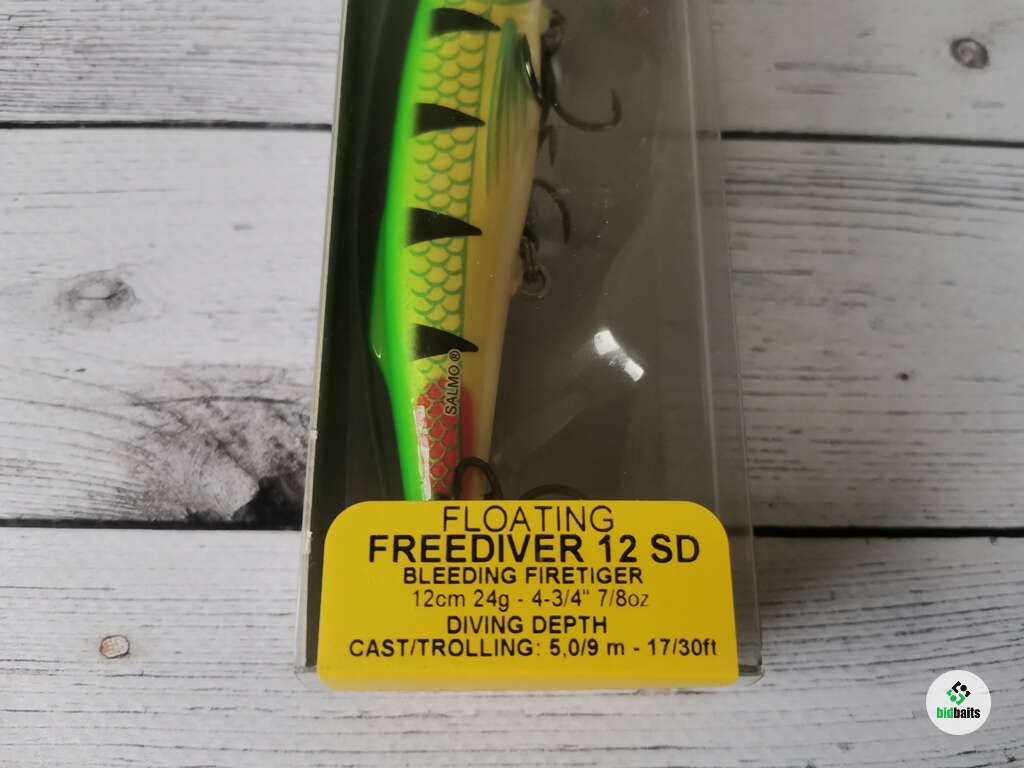 SALMO ®
FLOATING
FREEDIVER 12 SD
BLEEDING FIRETIGER
12cm 24g - 4-3/4" 7/8oz
DIVING DEPTH
CAST/TROLLING: 5,0/9 m - 17/30ft
bidbaits